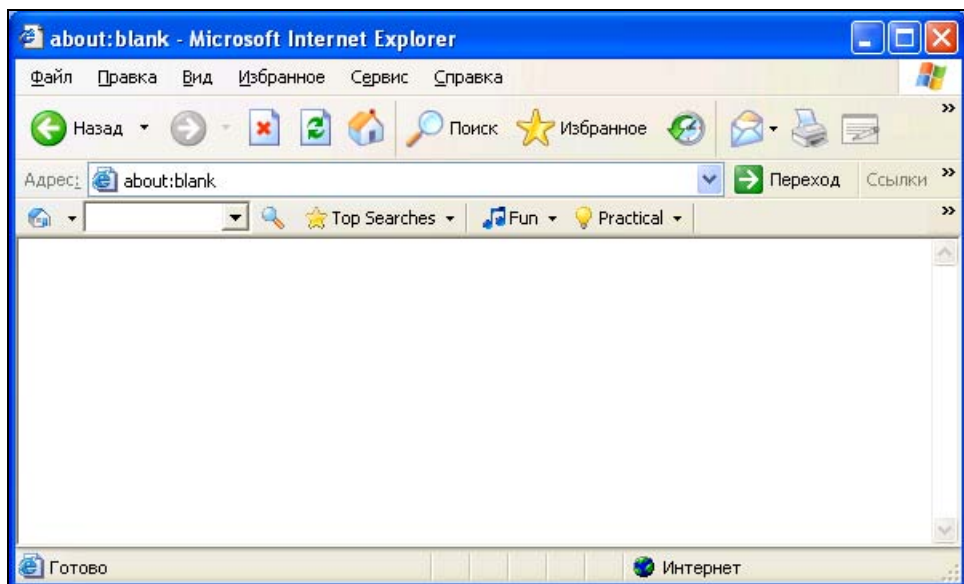 about:blank - Microsoft Internet Explorer
Файл Правка Вид Избранное Сервис Справка
Назад Поиск Избранное »
Адрес: about:blank Переход Ссылки »
Top Searches Fun Practical »
Готово Интернет